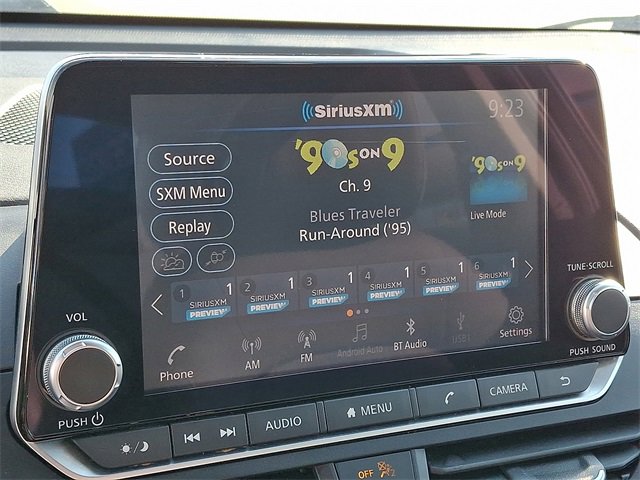 SiriusXM
9:23
Source
'90s ON 9
'90s ON 9
SXM Menu
Ch. 9
Live Mode
Replay
Blues Traveler
Run-Around ('95)
1 SIRIUSXM 1 PREVIEW
2 SIRIUSXM 1 PREVIEW
3 SIRIUSXM 1 PREVIEW
4 SIRIUSXM 1 PREVIEW
5 SIRIUSXM 1 PREVIEW
6 SIRIUSXM 1 PREVIEW
Phone
AM
FM
Android Auto
BT Audio
USB1
Settings
VOL
PUSH
TUNE·SCROLL
PUSH SOUND
AUDIO
MENU
CAMERA
OFF